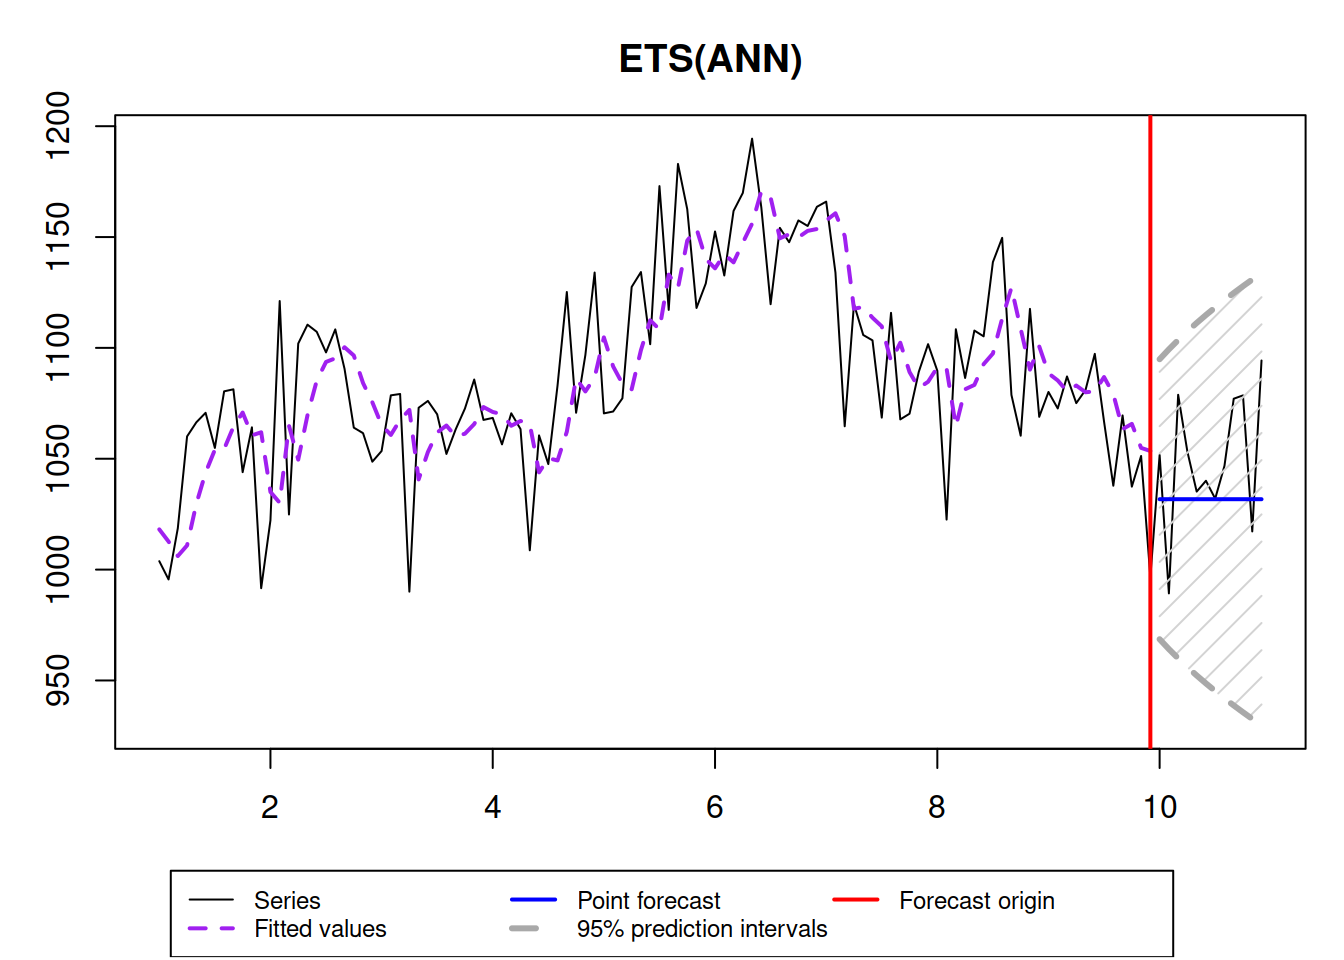 ETS(ANN)
1200
1150
1100
1050
1000
950
2 4 6 8 10
Series Point forecast Forecast origin
Fitted values 95% prediction intervals